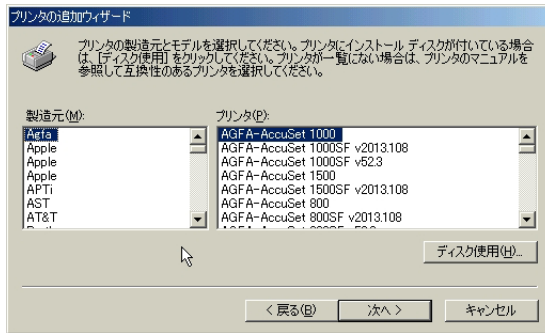 プリンタの追加ウィザード
プリンタの製造元とモデルを選択してください。プリンタにインストール ディスクが付いている場合
は、[ディスク使用] をクリックしてください。プリンタが一覧にない場合は、プリンタのマニュアルを
参照して互換性のあるプリンタを選択してください。
製造元(M):
Agfa
Apple
Apple
Apple
APTi
AST
AT&T
プリンタ(P):
AGFA-AccuSet 1000
AGFA-AccuSet 1000SF v2013.108
AGFA-AccuSet 1000SF v52.3
AGFA-AccuSet 1500
AGFA-AccuSet 1500SF v2013.108
AGFA-AccuSet 800
AGFA-AccuSet 800SF v2013.108
ディスク使用(H)...
< 戻る(B)
次へ >
キャンセル